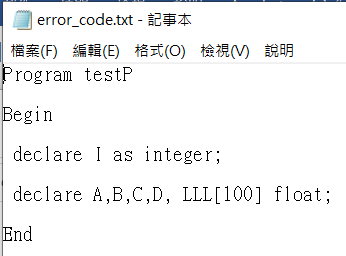 error_code.txt - 記事本
檔案(F) 編輯(E) 格式(O) 檢視(V) 說明
Program testP
Begin
declare I as integer;
declare A,B,C,D, LLL[100] float;
End